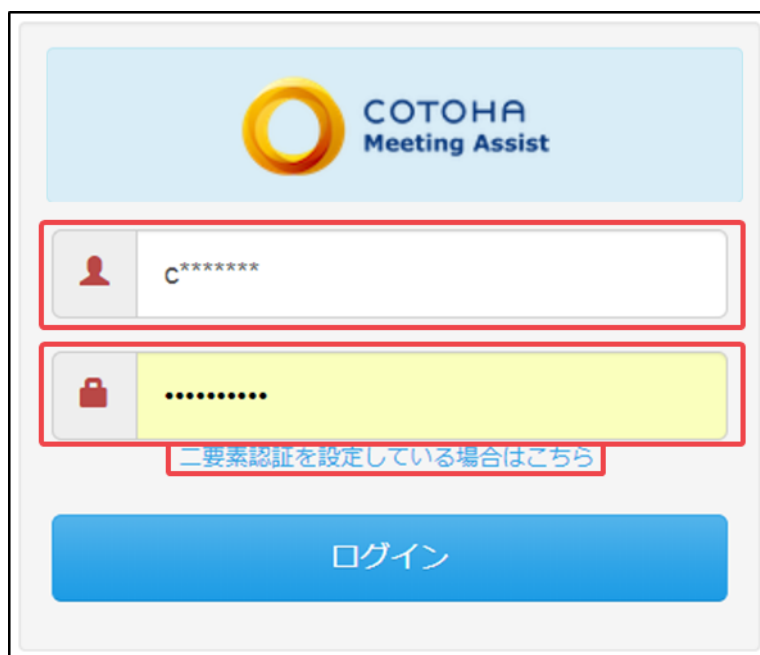 COTOHA
Meeting Assist
c*******
••••••••••
二要素認証を設定している場合はこちら
ログイン